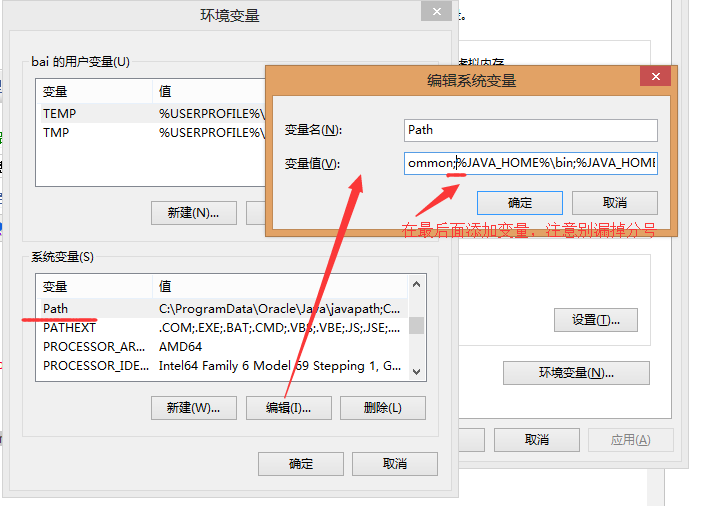 环境变量
bai 的用户变量(U)
变量 值
TEMP %USERPROFILE%\
TMP %USERPROFILE%\
新建(N)...
编辑系统变量
变量名(N):
Path
变量值(V):
ommon;%JAVA_HOME%\bin;%JAVA_HOME
确定
取消
在最后面添加变量，注意别漏掉分号
系统变量(S)
变量 值
Path C:\ProgramData\Oracle\Java\javapath;C...
PATHEXT .COM;.EXE;.BAT;.CMD;.VBS;.VBE;.JS;.JSE;....
PROCESSOR_AR... AMD64
PROCESSOR_IDE... Intel64 Family 6 Model 69 Stepping 1, G...
新建(W)...
编辑(I)...
删除(L)
确定
取消
虚拟内存
设置(T)...
环境变量(N)...
取消
应用(A)